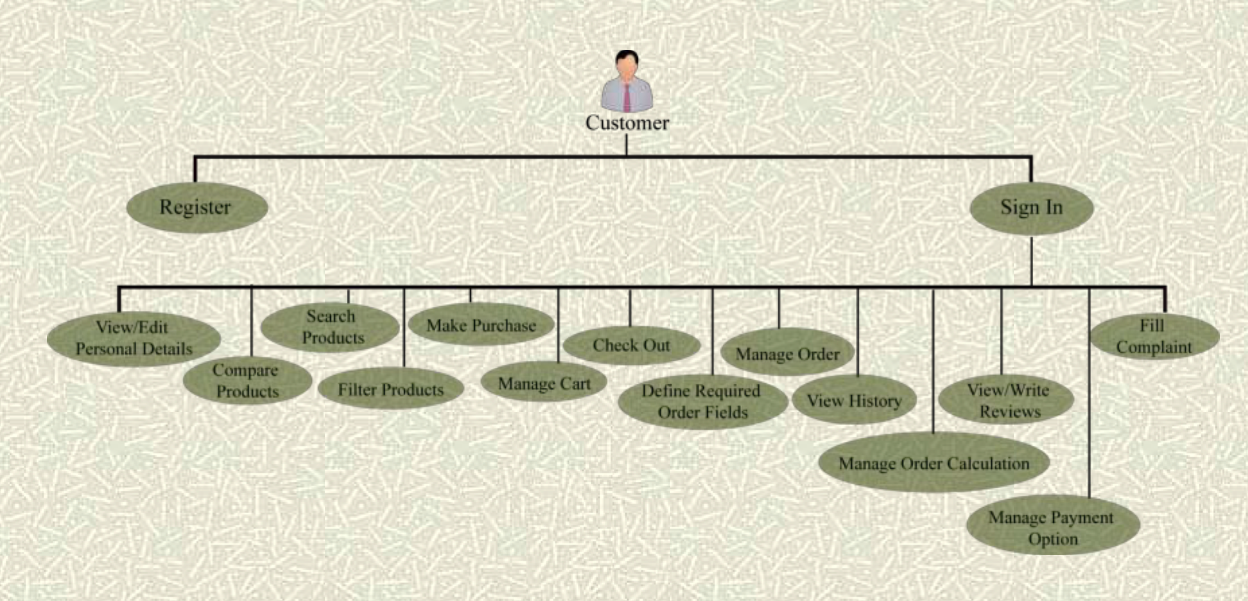 Customer
Register
Sign In
View/Edit
Personal Details
Compare
Products
Search
Products
Filter Products
Make Purchase
Manage Cart
Check Out
Define Required
Order Fields
Manage Order
View History
Manage Order Calculation
View/Write
Reviews
Manage Payment
Option
Fill
Complaint